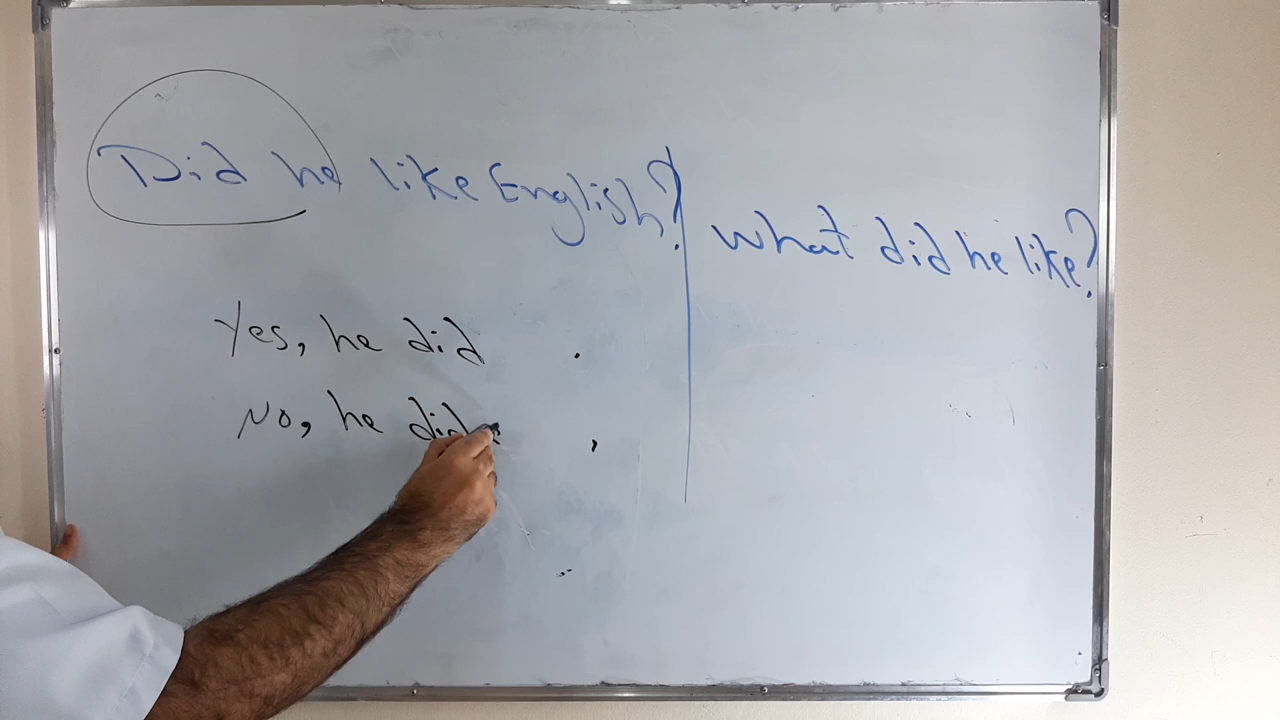 Did he like English?
Yes, he did
No, he did
What did he like?